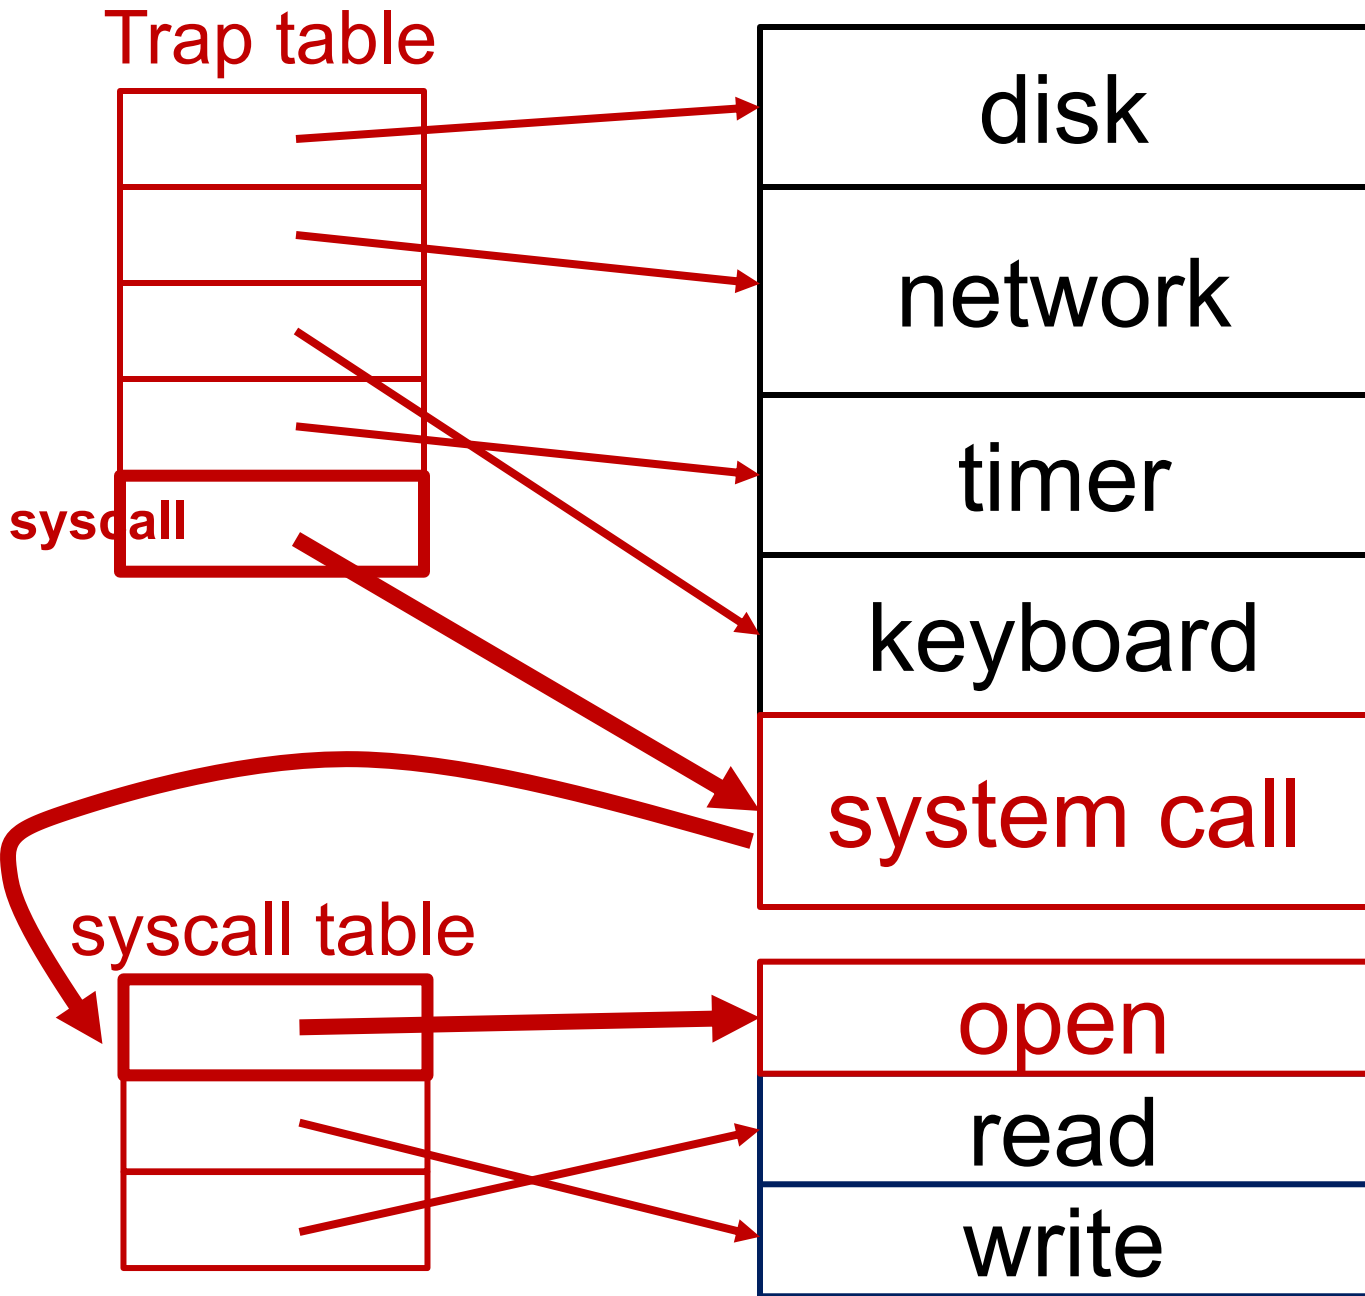 Trap table
disk
network
timer
syscall
keyboard
system call
syscall table
open
read
write